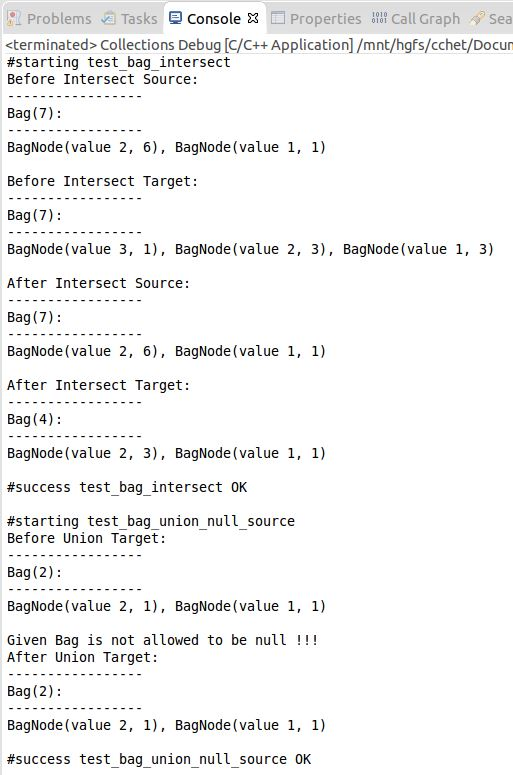 Problems Tasks Console Properties Call Graph Sea
<terminated> Collections Debug [C/C++ Application] /mnt/hgfs/cchet/Docum
#starting test_bag_intersect
Before Intersect Source:
-----------------
Bag(7):
-----------------
BagNode(value 2, 6), BagNode(value 1, 1)
Before Intersect Target:
-----------------
Bag(7):
-----------------
BagNode(value 3, 1), BagNode(value 2, 3), BagNode(value 1, 3)
After Intersect Source:
-----------------
Bag(7):
-----------------
BagNode(value 2, 6), BagNode(value 1, 1)
After Intersect Target:
-----------------
Bag(4):
-----------------
BagNode(value 2, 3), BagNode(value 1, 1)
#success test_bag_intersect OK
#starting test_bag_union_null_source
Before Union Target:
-----------------
Bag(2):
-----------------
BagNode(value 2, 1), BagNode(value 1, 1)
Given Bag is not allowed to be null !!!
After Union Target:
-----------------
Bag(2):
-----------------
BagNode(value 2, 1), BagNode(value 1, 1)
#success test_bag_union_null_source OK